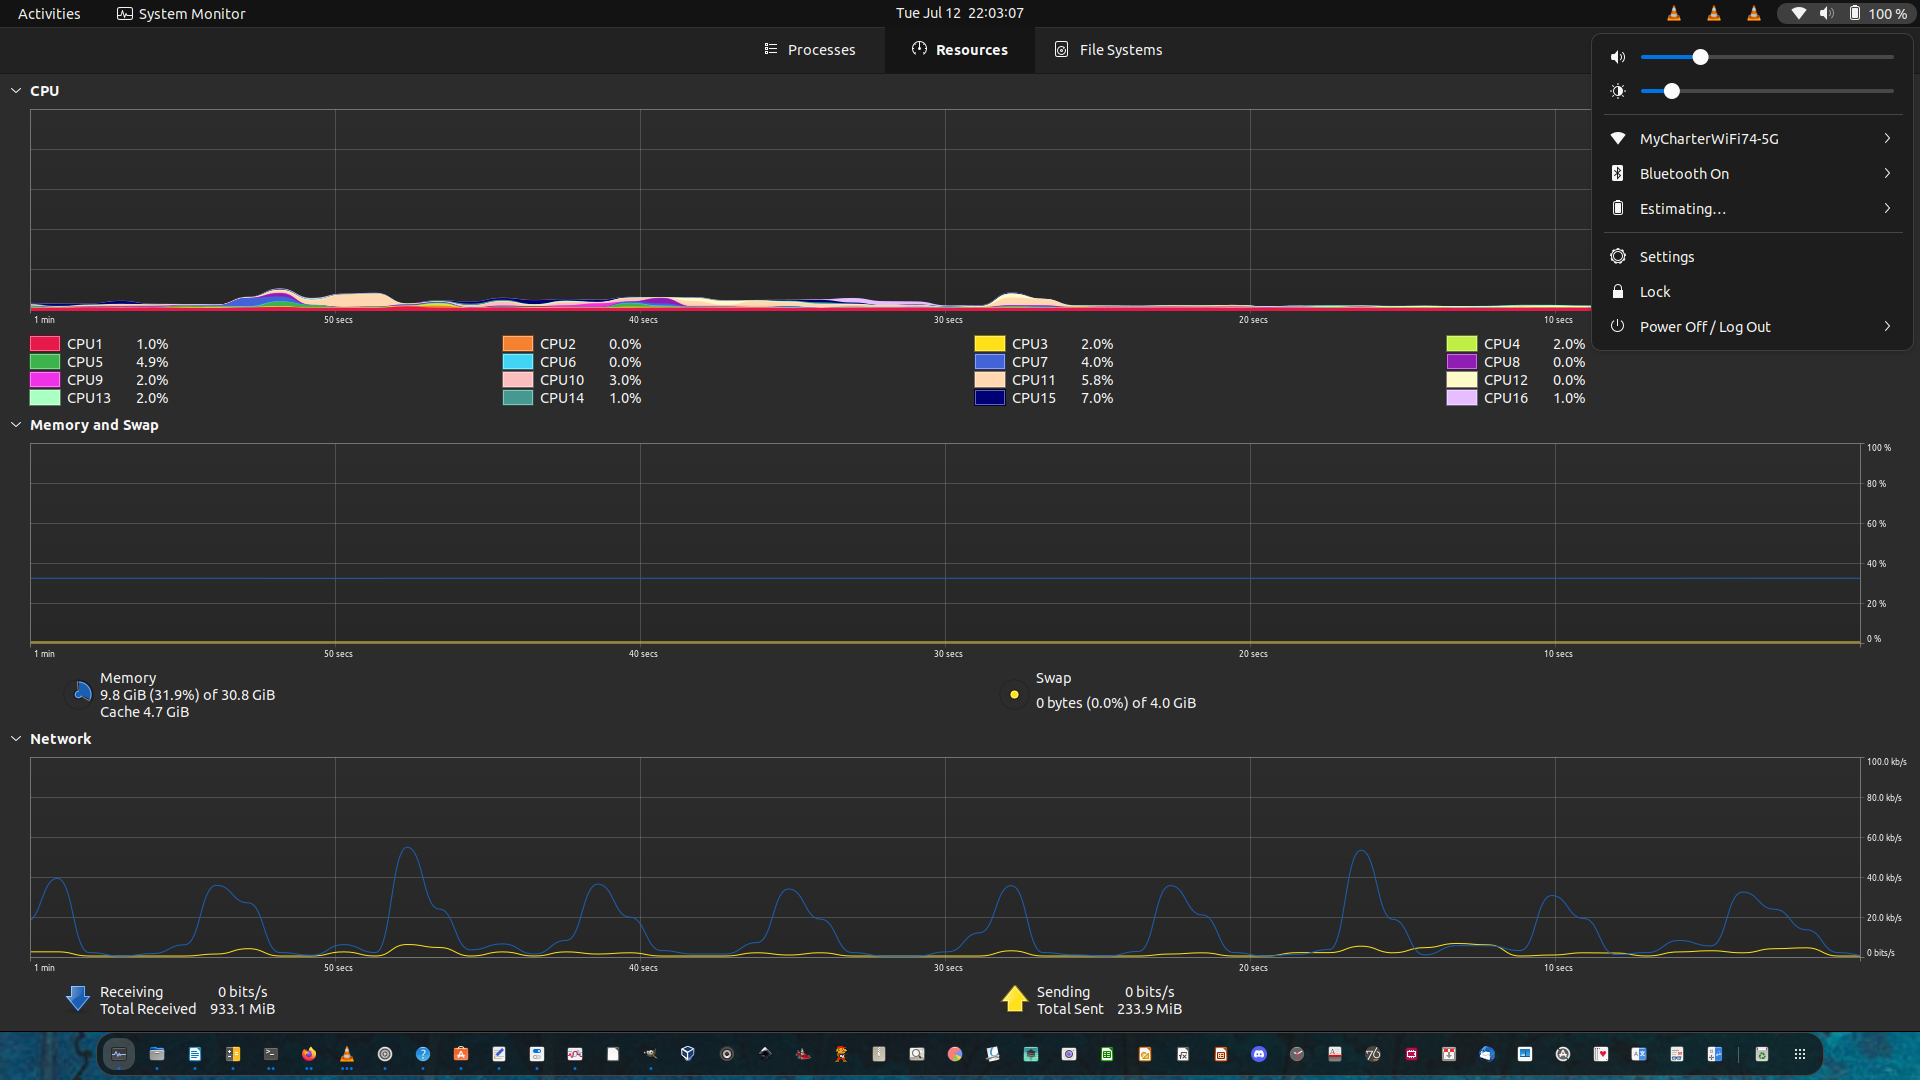 Activities
System Monitor
Tue Jul 12 22:03:07
100 %
Processes
Resources
File Systems
MyCharterWiFi74-5G
Bluetooth On
Estimating…
Settings
Lock
Power Off / Log Out
CPU
1 min
50 secs
40 secs
30 secs
20 secs
10 secs
CPU1 1.0%
CPU2 0.0%
CPU3 2.0%
CPU4 2.0%
CPU5 4.9%
CPU6 0.0%
CPU7 4.0%
CPU8 0.0%
CPU9 2.0%
CPU10 3.0%
CPU11 5.8%
CPU12 0.0%
CPU13 2.0%
CPU14 1.0%
CPU15 7.0%
CPU16 1.0%
Memory and Swap
100 %
80 %
60 %
40 %
20 %
0 %
1 min
50 secs
40 secs
30 secs
20 secs
10 secs
Memory
9.8 GiB (31.9%) of 30.8 GiB
Cache 4.7 GiB
Swap
0 bytes (0.0%) of 4.0 GiB
Network
100.0 kb/s
80.0 kb/s
60.0 kb/s
40.0 kb/s
20.0 kb/s
0 bits/s
1 min
50 secs
40 secs
30 secs
20 secs
10 secs
Receiving 0 bits/s
Total Received 933.1 MiB
Sending 0 bits/s
Total Sent 233.9 MiB
76